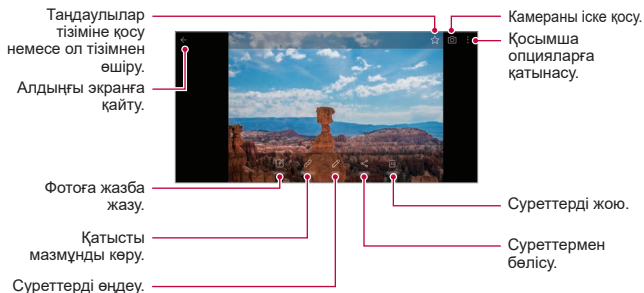 Таңдаулылар
тізіміне қосу
немесе ол тізімнен
өшіру.
Алдыңғы экранға
қайту.
Фотоға жазба
жазу.
Қатысты
мазмұнды көру.
Суреттерді өңдеу.
Камераны іске қосу.
Қосымша
опцияларға
қатынасу.
Суреттерді жою.
Суреттермен
бөлісу.